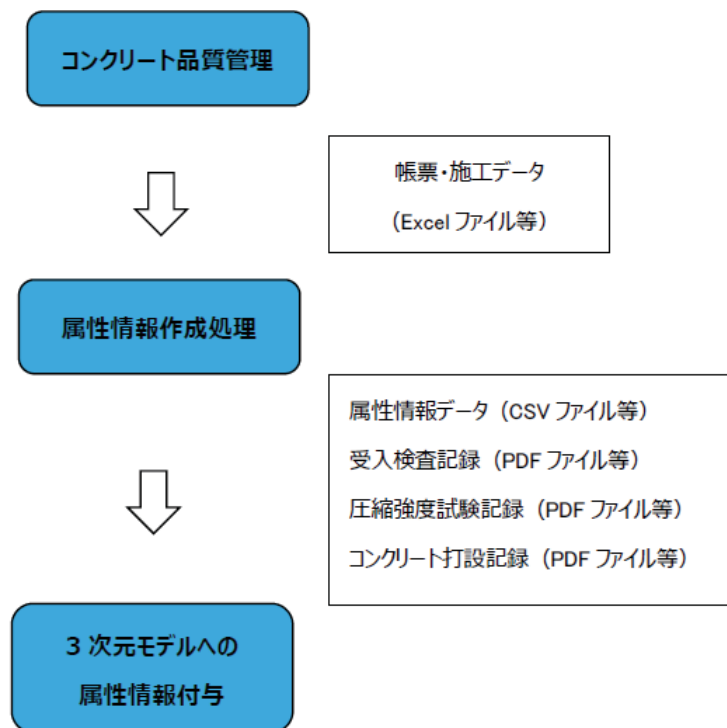 コンクリート品質管理
帳票・施工データ
（Excel ファイル等）
属性情報作成処理
属性情報データ（CSV ファイル等）
受入検査記録（PDF ファイル等）
圧縮強度試験記録（PDF ファイル等）
コンクリート打設記録（PDF ファイル等）
3 次元モデルへの
属性情報付与